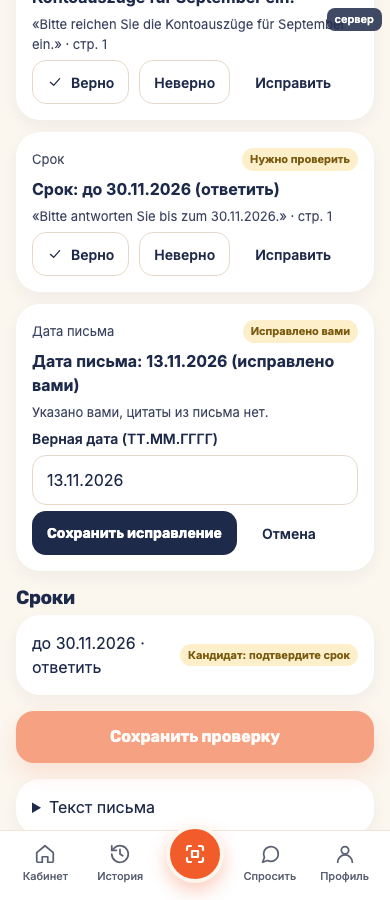 Kontoauszüge für September ein.»
сервер
«Bitte reichen Sie die Kontoauszüge für September
ein.» · стр. 1
Верно
Неверно
Исправить
Срок
Нужно проверить
Срок: до 30.11.2026 (ответить)
«Bitte antworten Sie bis zum 30.11.2026.» · стр. 1
Верно
Неверно
Исправить
Дата письма
Исправлено вами
Дата письма: 13.11.2026 (исправлено
вами)
Указано вами, цитаты из письма нет.
Верная дата (ТТ.ММ.ГГГГ)
13.11.2026
Сохранить исправление
Отмена
Сроки
до 30.11.2026 ·
ответить
Кандидат: подтвердите срок
Сохранить проверку
Текст письма
Кабинет
История
Спросить
Профиль